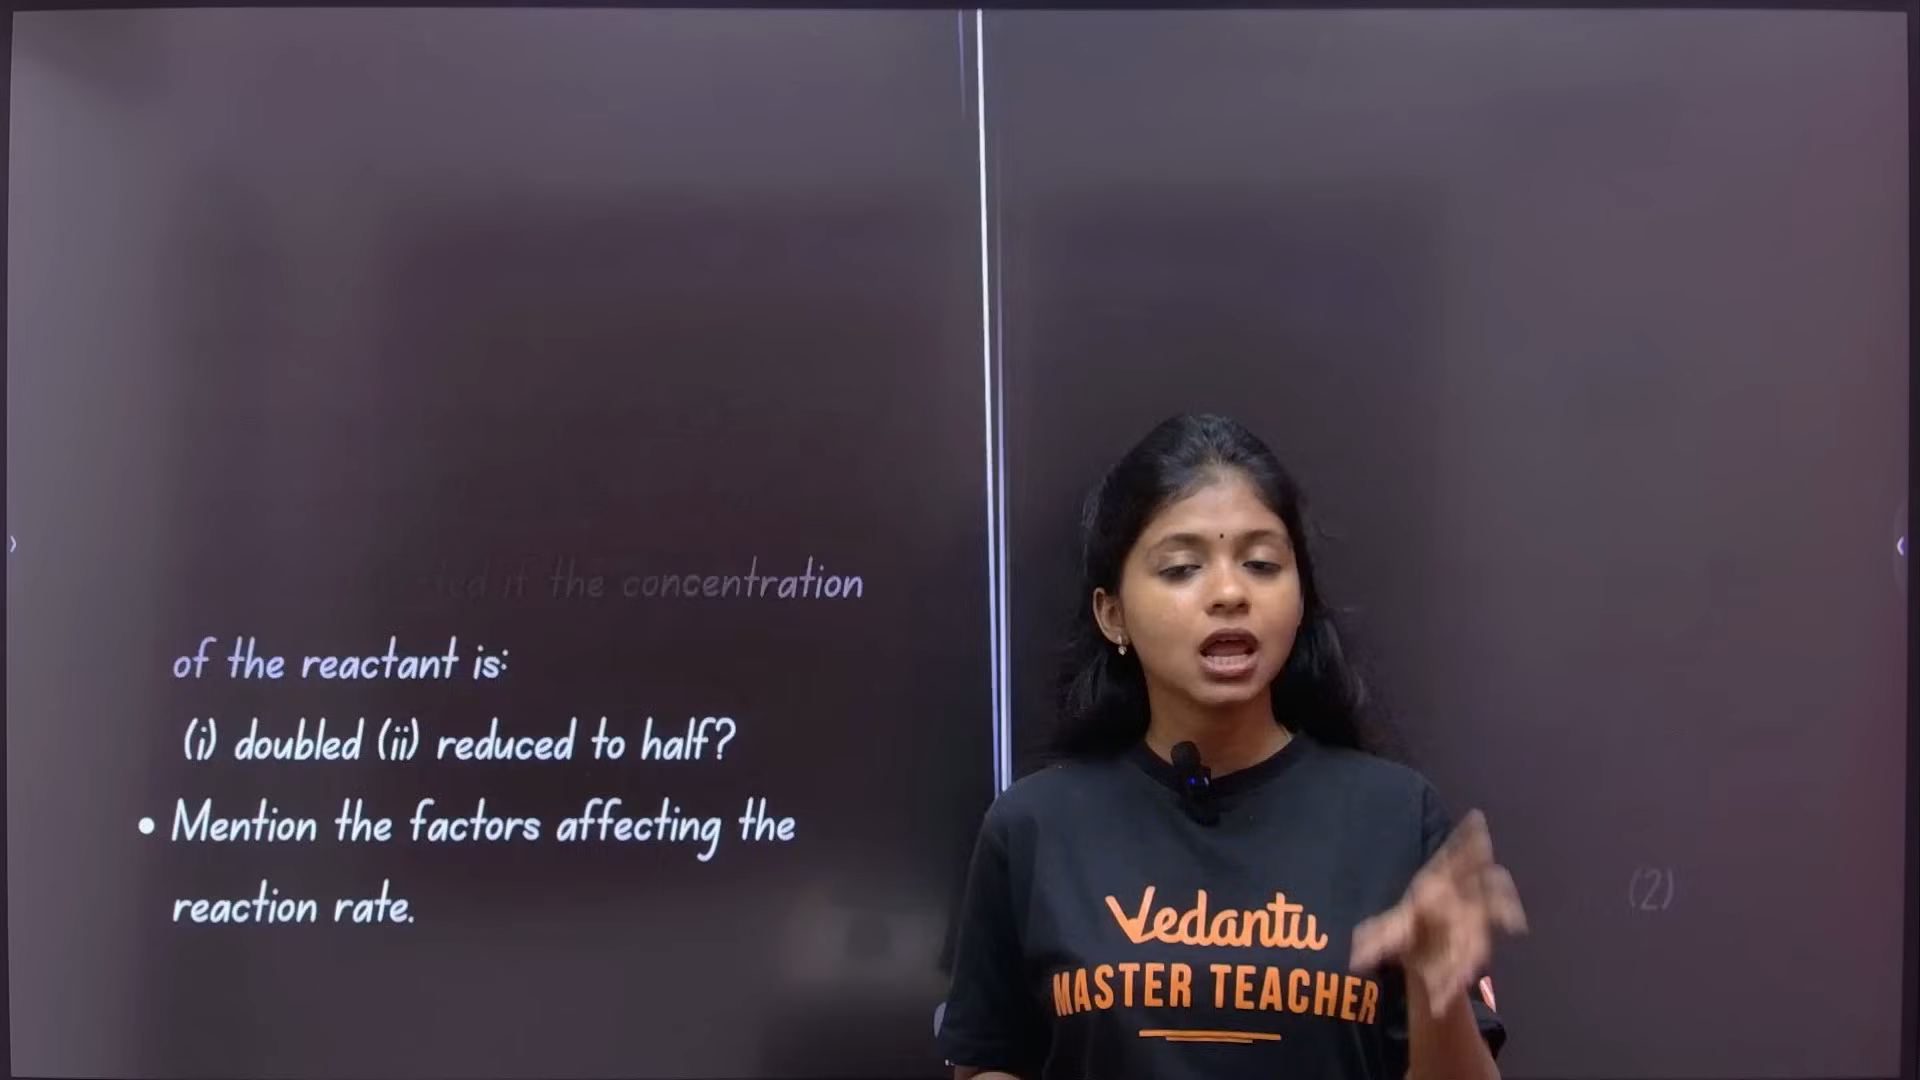 if the concentration
of the reactant is:
(i) doubled (ii) reduced to half?
• Mention the factors affecting the
reaction rate.
(2)
Vedantu
MASTER TEACHER